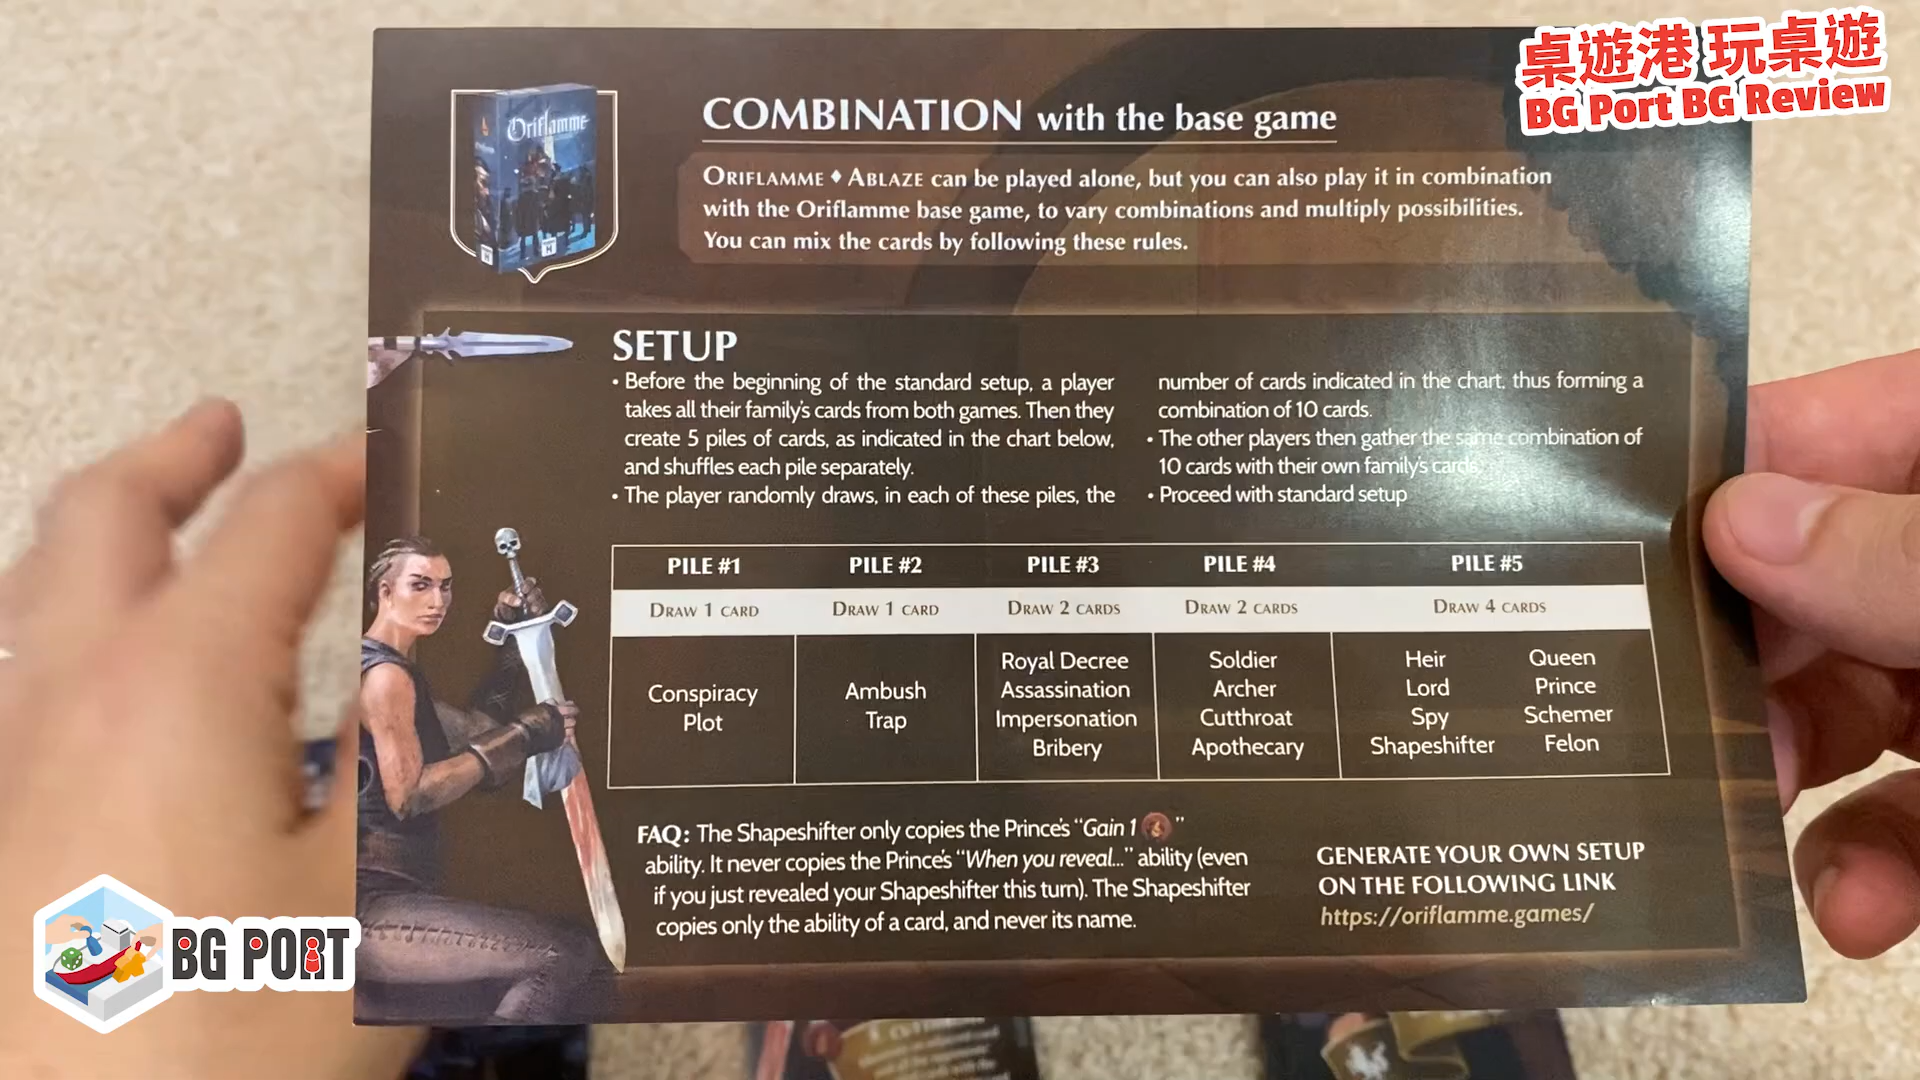 桌遊港 玩桌遊
BG Port BG Review
Oriflamme
COMBINATION with the base game
ORIFLAMME ♦ ABLAZE can be played alone, but you can also play it in combination
with the Oriflamme base game, to vary combinations and multiply possibilities.
You can mix the cards by following these rules.
SETUP
• Before the beginning of the standard setup, a player
takes all their family's cards from both games. Then they
create 5 piles of cards, as indicated in the chart below,
and shuffles each pile separately.
• The player randomly draws, in each of these piles, the
number of cards indicated in the chart, thus forming a
combination of 10 cards.
• The other players then gather the same combination of
10 cards with their own family's cards.
• Proceed with standard setup
PILE #1 PILE #2 PILE #3 PILE #4 PILE #5
DRAW 1 CARD DRAW 1 CARD DRAW 2 CARDS DRAW 2 CARDS DRAW 4 CARDS
Conspiracy
Plot
Ambush
Trap
Royal Decree
Assassination
Impersonation
Bribery
Soldier
Archer
Cutthroat
Apothecary
Heir
Lord
Spy
Shapeshifter
Queen
Prince
Schemer
Felon
FAQ: The Shapeshifter only copies the Prince's "Gain 1 "
ability. It never copies the Prince's "When you reveal..." ability (even
if you just revealed your Shapeshifter this turn). The Shapeshifter
copies only the ability of a card, and never its name.
GENERATE YOUR OWN SETUP
ON THE FOLLOWING LINK
https://oriflamme.games/
BG PORT